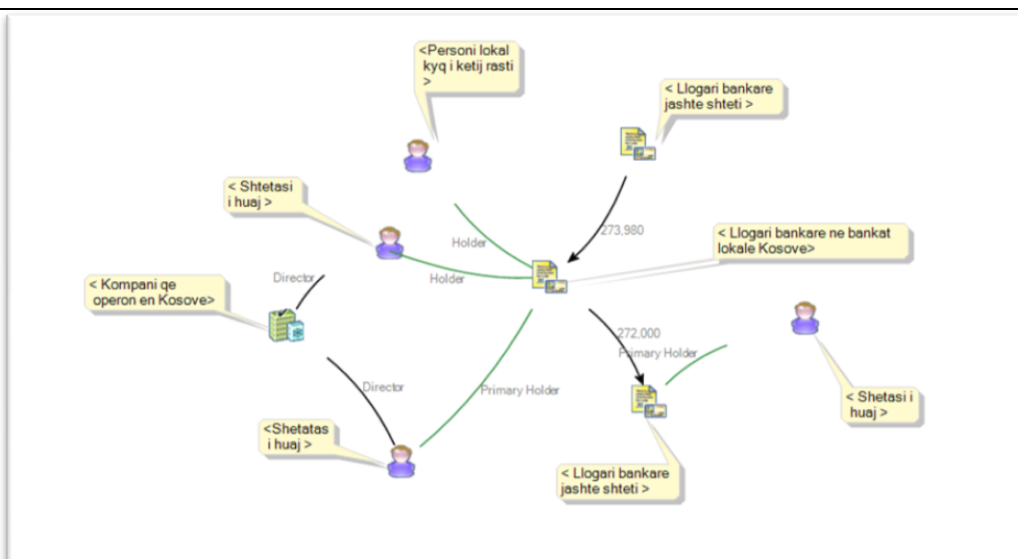 <Personi lokal
kyq i ketij rasti
>
< Llogari bankare
jashte shteti >
< Shtetasi
i huaj >
273,980
< Llogari bankare ne bankat
lokale Kosove>
Holder
Holder
Director
< Kompani qe
operon en Kosove>
272,000
Primary Holder
Director
Primary Holder
< Shetasi i
huaj >
<Shetatas
i huaj >
< Llogari bankare
jashte shteti >